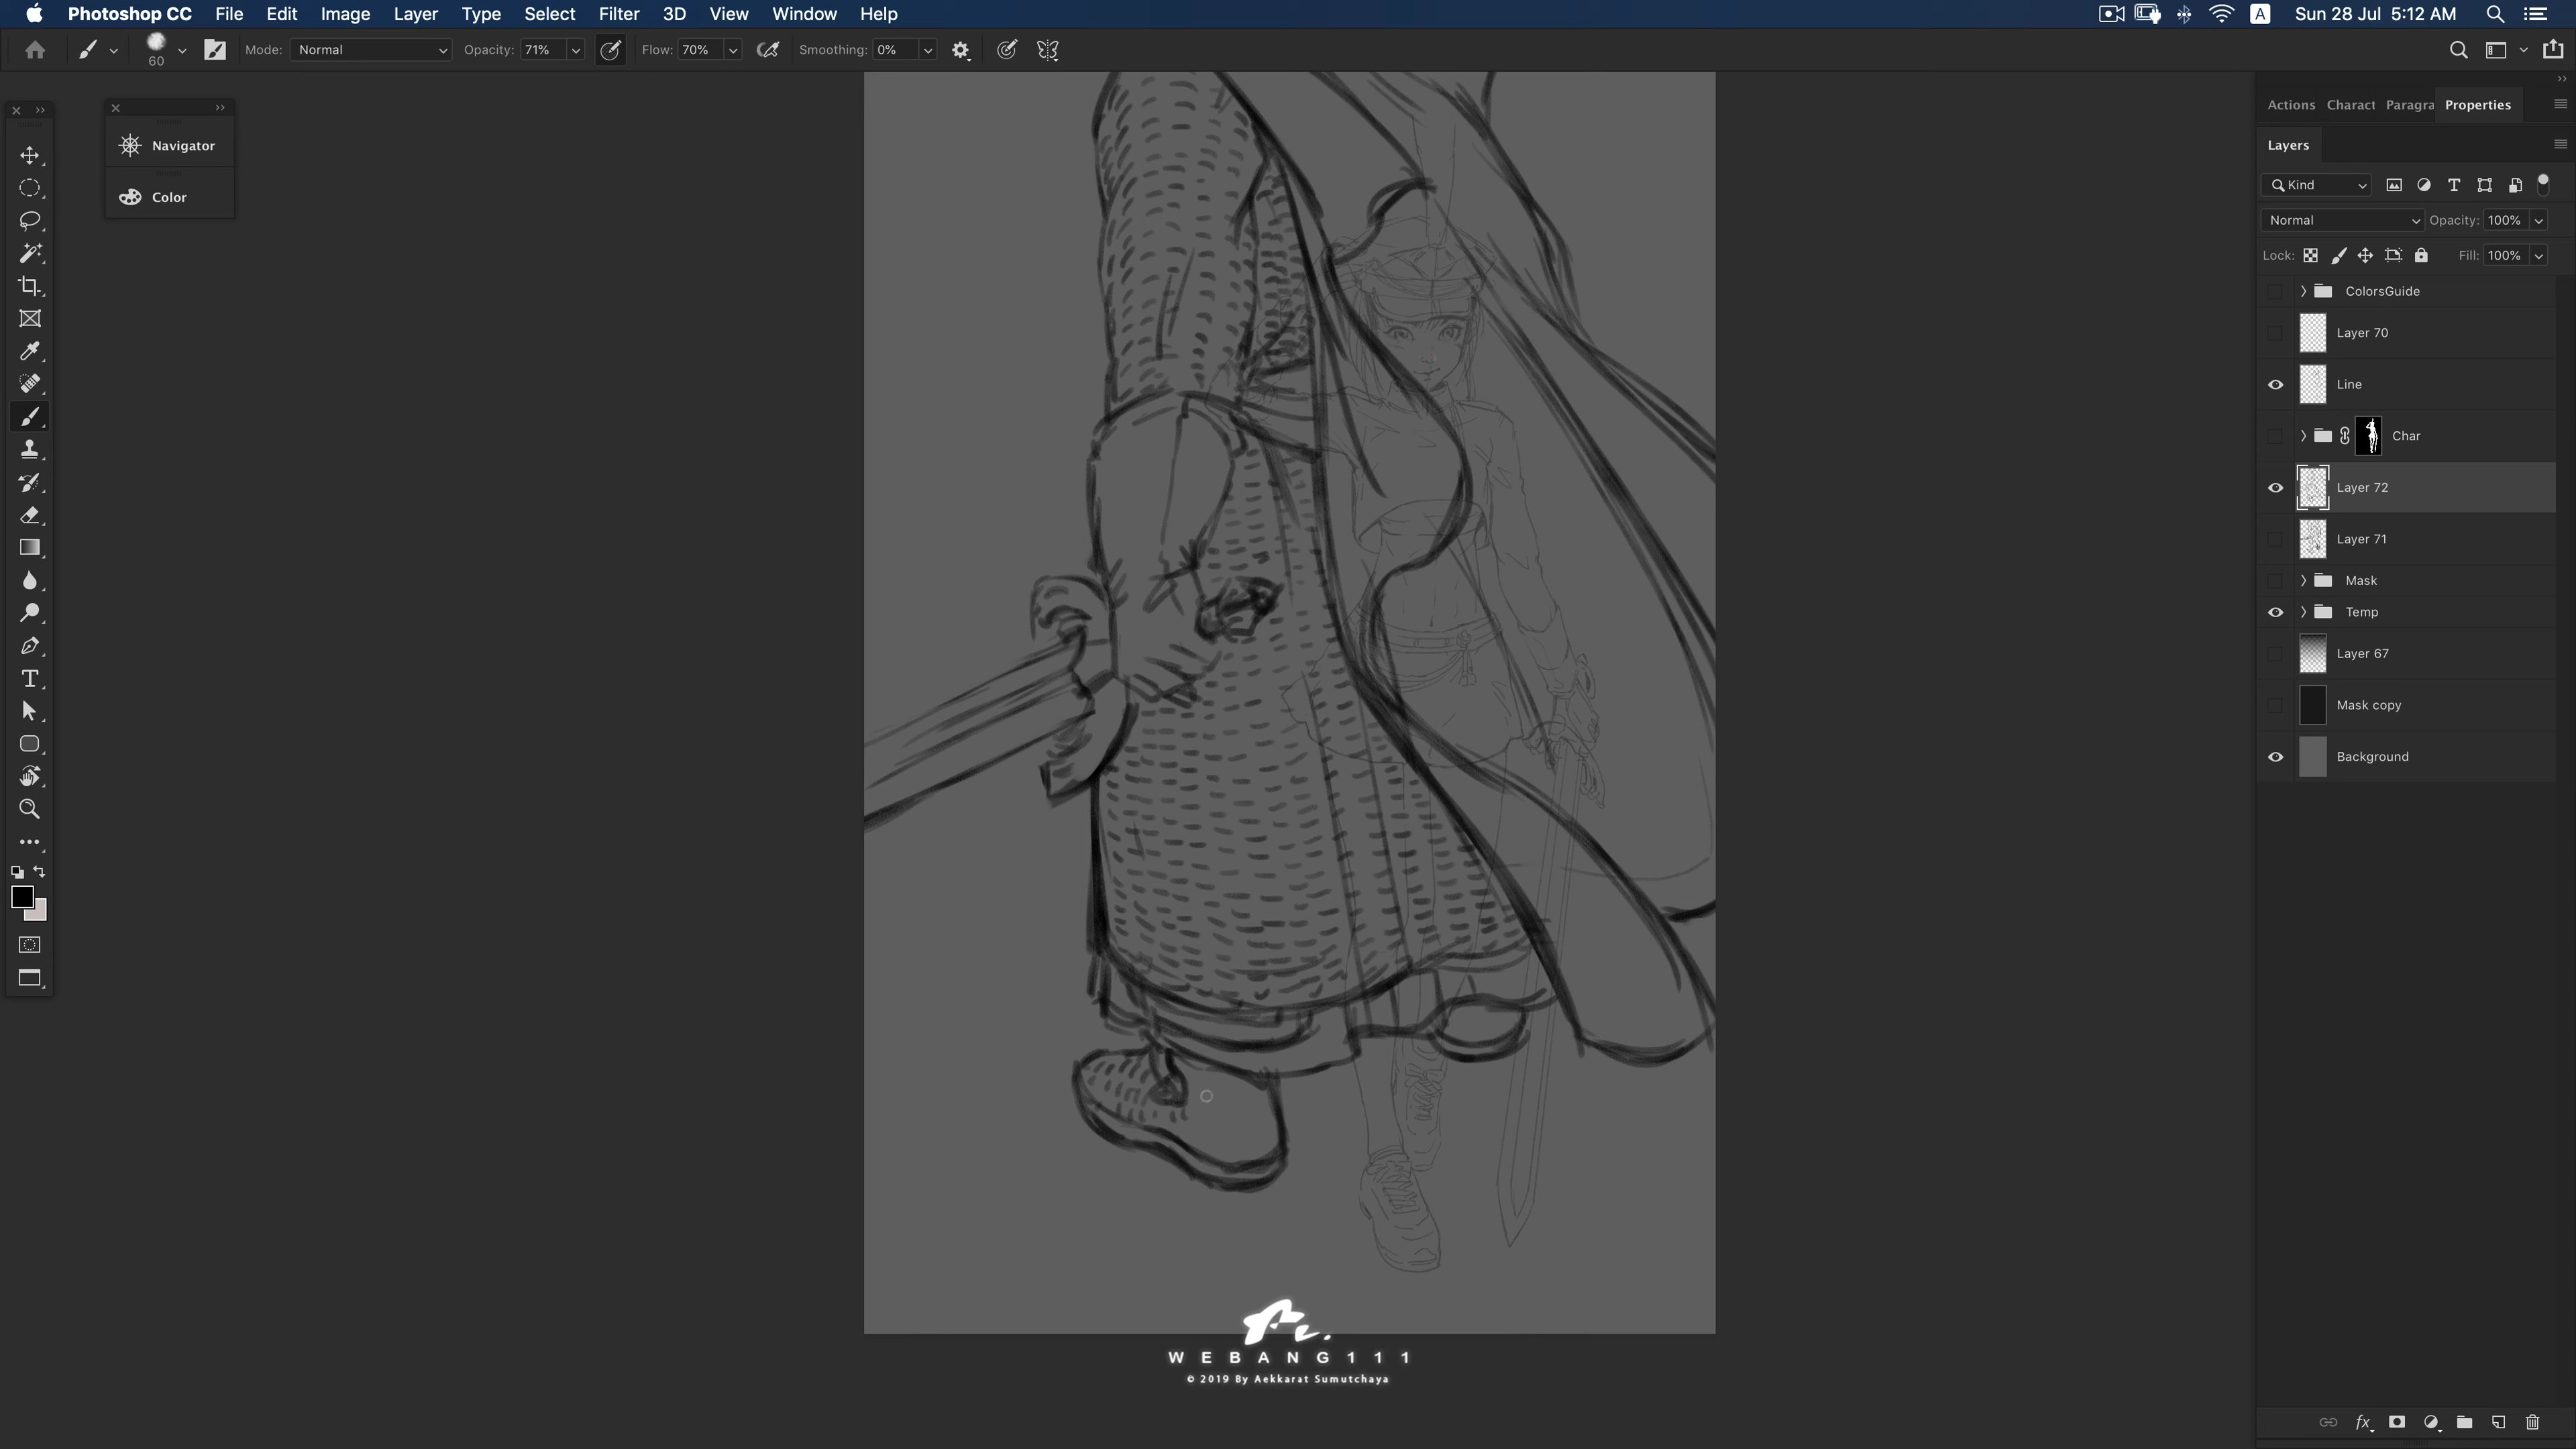 Photoshop CC File Edit Image Layer Type Select Filter 3D View Window Help A Sun 28 Jul 5:12 AM
60 Mode: Normal Opacity: 71% Flow: 70% Smoothing: 0%
Actions Charact Paragra Properties
Navigator
Color
Layers
Kind
Normal Opacity: 100%
Lock: Fill: 100%
ColorsGuide
Layer 70
Line
Char
Layer 72
Layer 71
Mask
Temp
Layer 67
Mask copy
Background
WEBANG111
© 2019 By Aekkarat Sumutchaya
fx